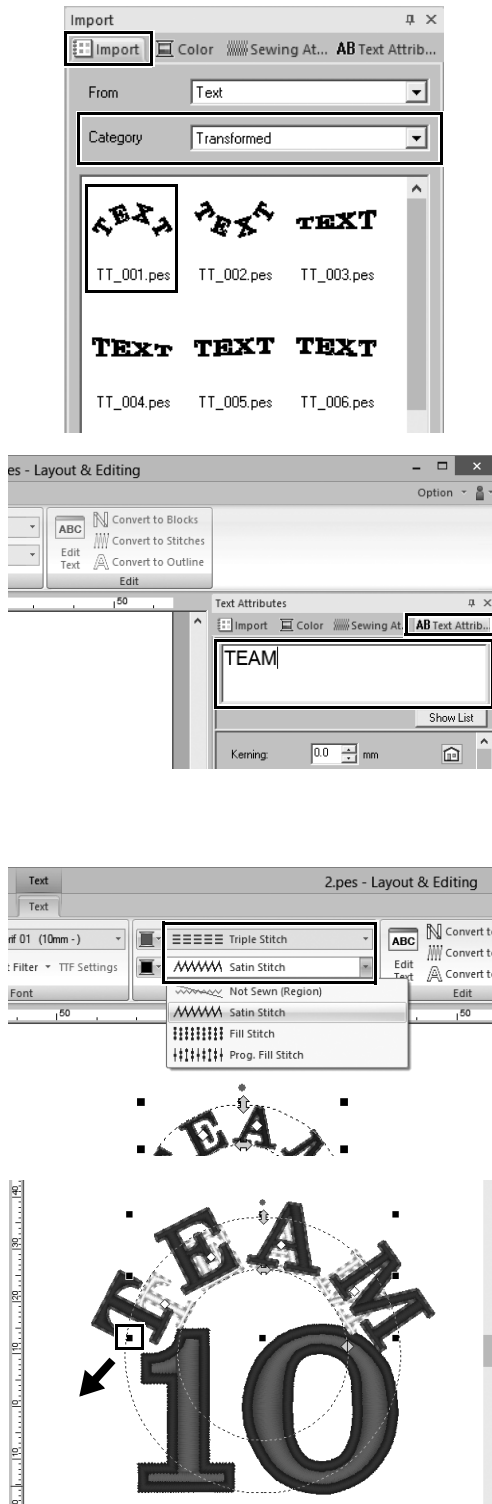 Import
Import Color Sewing At... AB Text Attrib...
From Text
Category Transformed
TEXT TEXT TEXT
TT_001.pes TT_002.pes TT_003.pes
TEXT TEXT TEXT
TT_004.pes TT_005.pes TT_006.pes
es - Layout & Editing
Option
ABC Convert to Blocks
Edit Convert to Stitches
Text Convert to Outline
Edit
50 Text Attributes
Import Color Sewing At. AB Text Attrib...
TEAM
Show List
Kerning: 0.0 mm
Text 2.pes - Layout & Editing
Text
rif 01 (10mm - ) Triple Stitch ABC Convert to
t Filter TTF Settings Satin Stitch Edit Convert to
Text Convert to
Font Not Sewn (Region) Edit
50 Satin Stitch 50
Fill Stitch
Prog. Fill Stitch
TEAM
TEAM
10